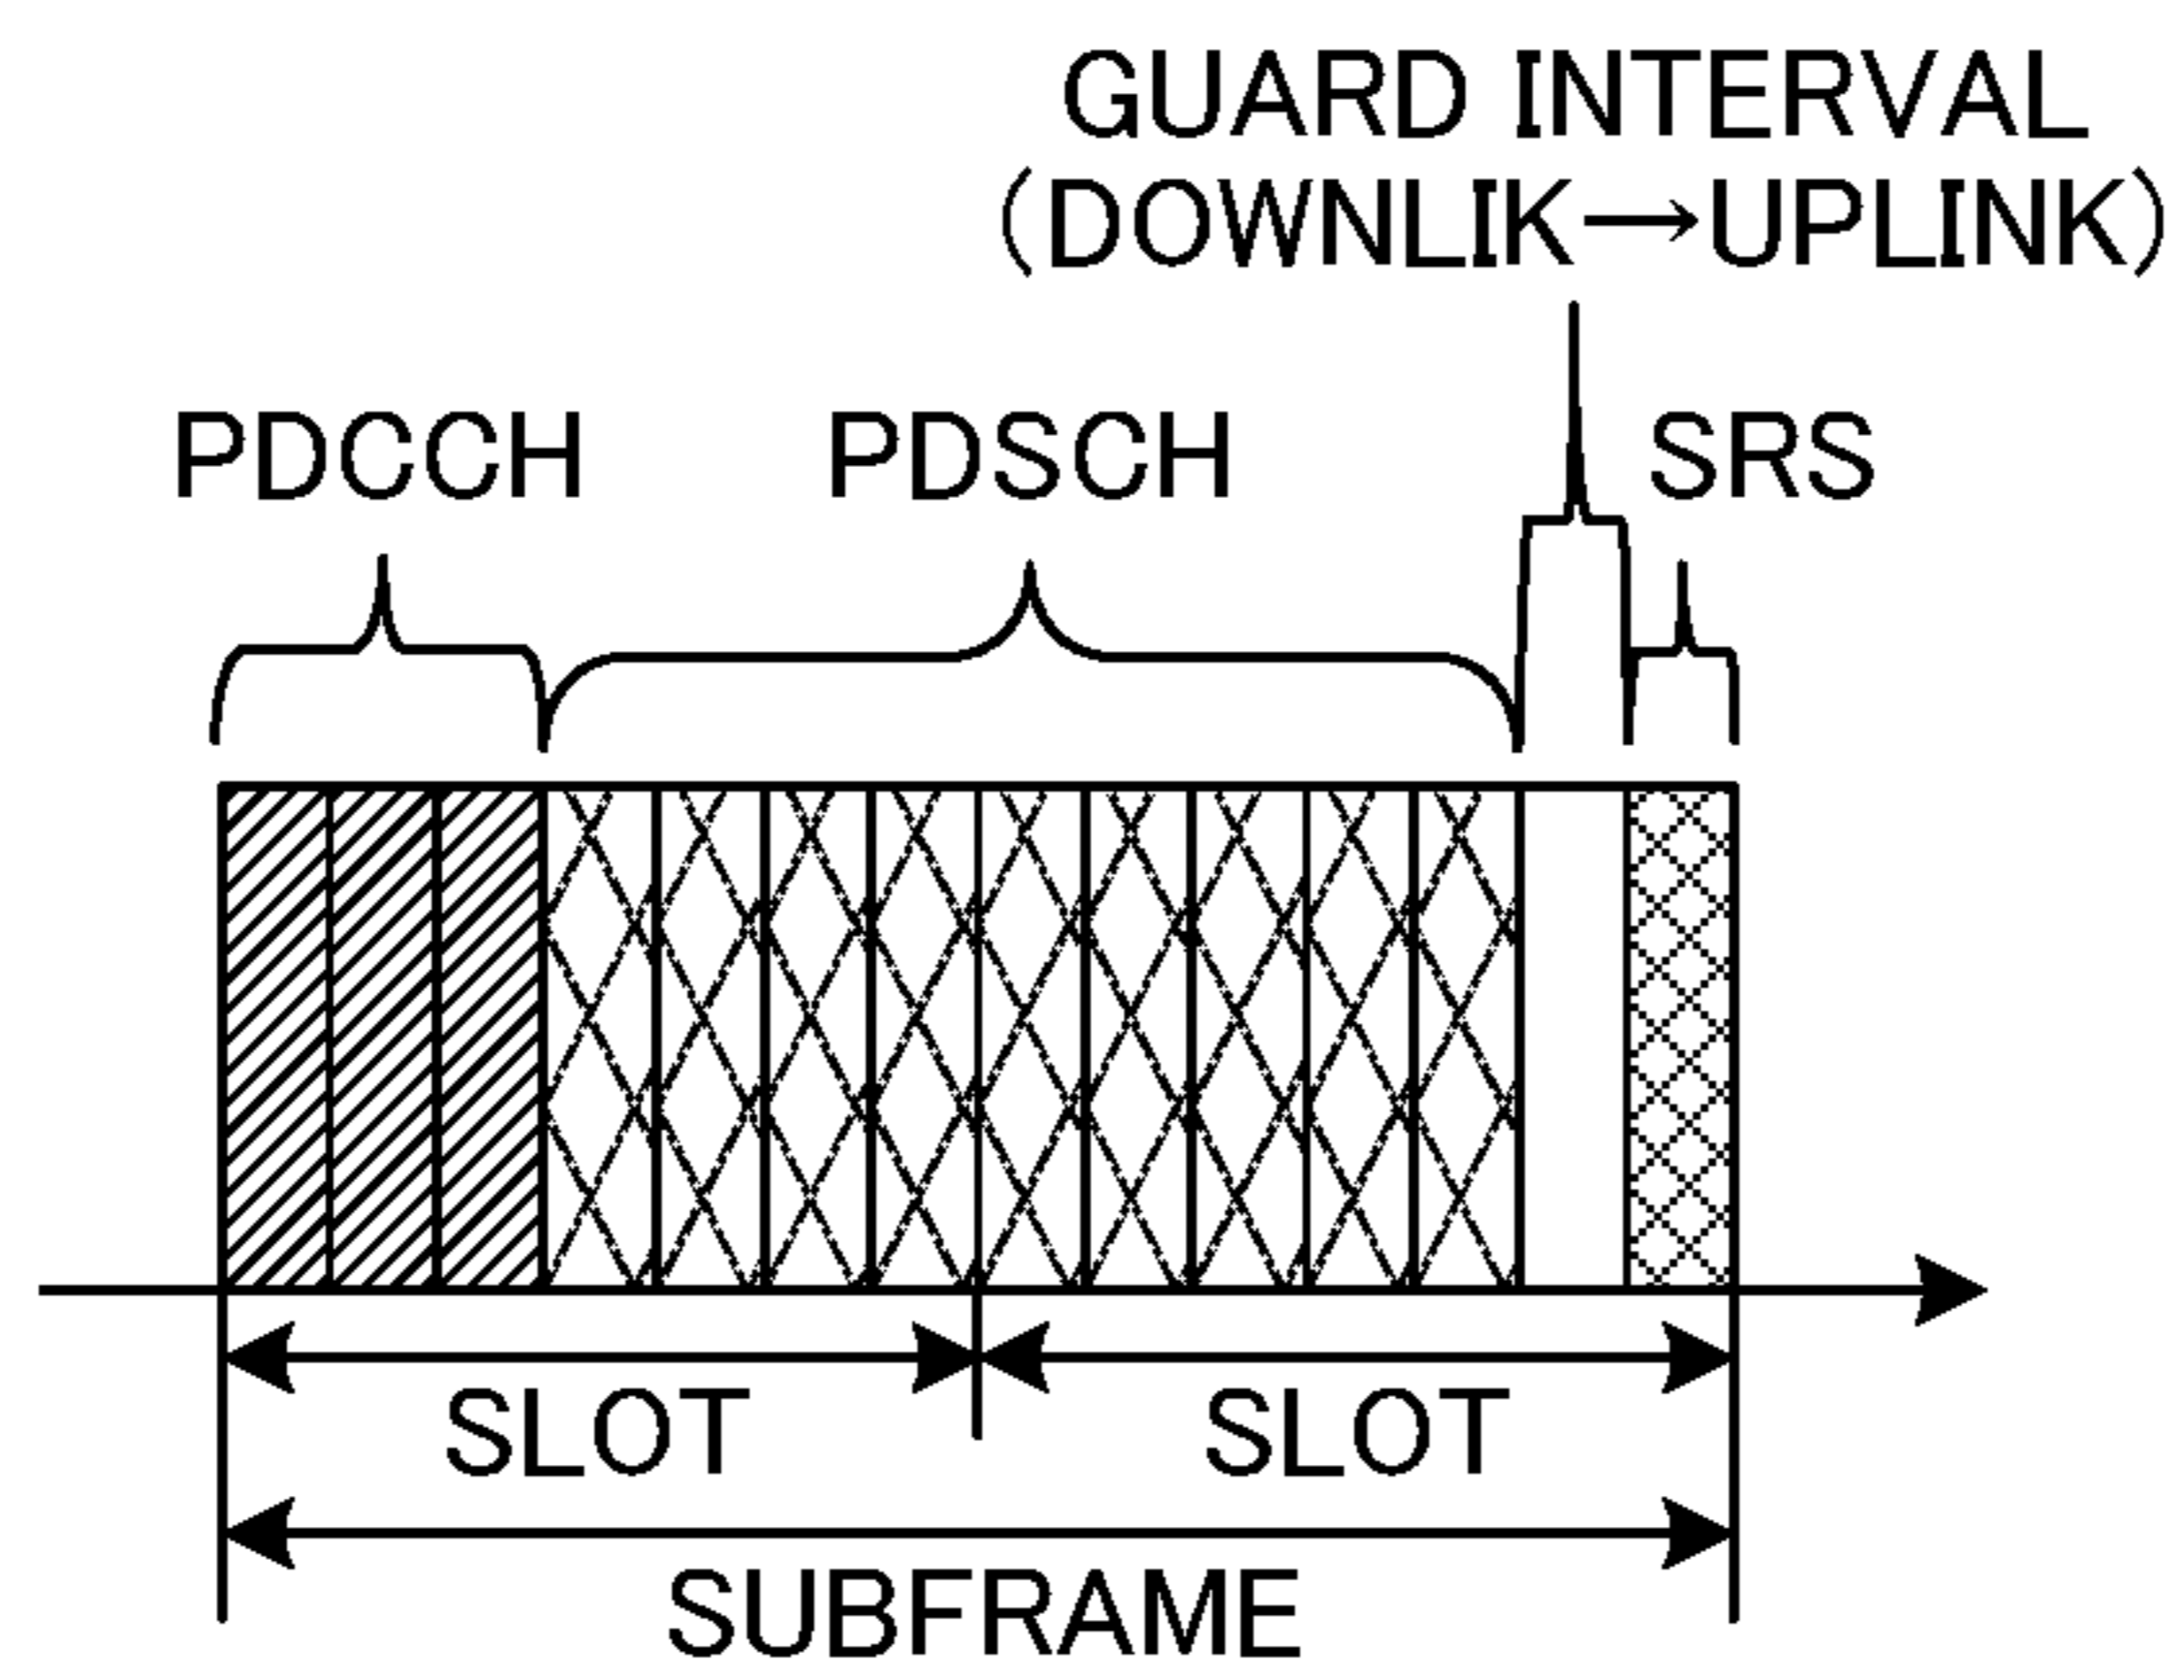 GUARD INTERVAL
(DOWNLIK→UPLINK)
PDCCH
PDSCH
SRS
SLOT
SLOT
SUBFRAME